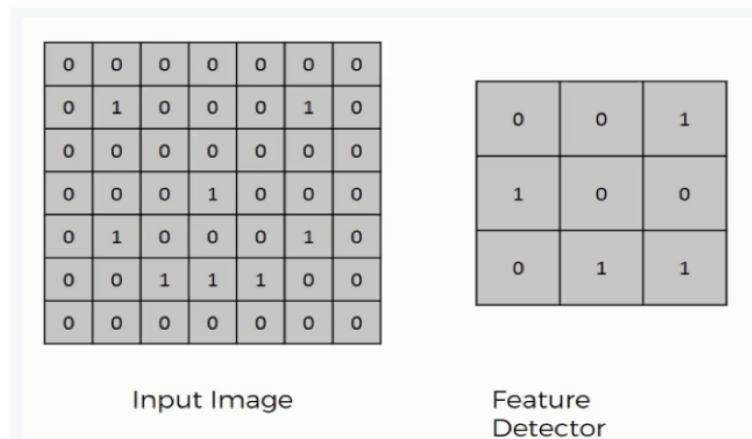 0 0 0 0 0 0 0
0 1 0 0 0 1 0
0 0 0 0 0 0 0
0 0 0 1 0 0 0
0 1 0 0 0 1 0
0 0 1 1 1 0 0
0 0 0 0 0 0 0
Input Image
0 0 1
1 0 0
0 1 1
Feature
Detector